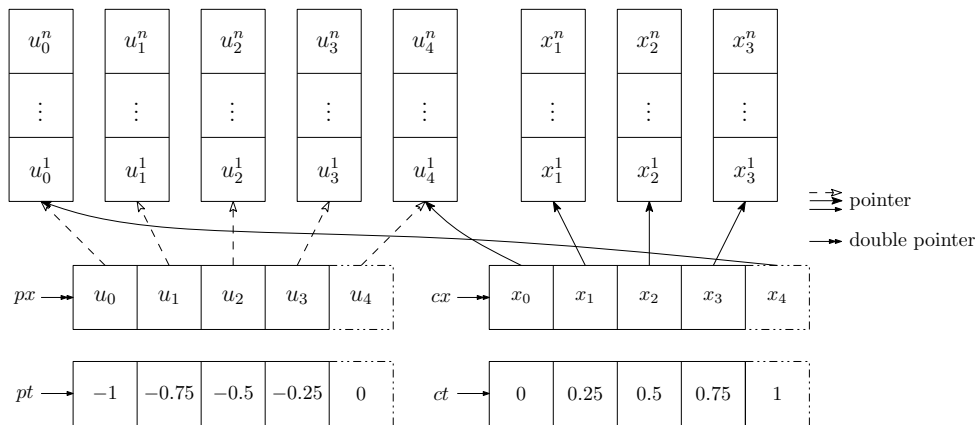 u_0^n u_1^n u_2^n u_3^n u_4^n x_1^n x_2^n x_3^n
⋮ ⋮ ⋮ ⋮ ⋮ ⋮ ⋮ ⋮
u_0^1 u_1^1 u_2^1 u_3^1 u_4^1 x_1^1 x_2^1 x_3^1
pointer
double pointer
px u_0 u_1 u_2 u_3 u_4 cx x_0 x_1 x_2 x_3 x_4
pt −1 −0.75 −0.5 −0.25 0 ct 0 0.25 0.5 0.75 1